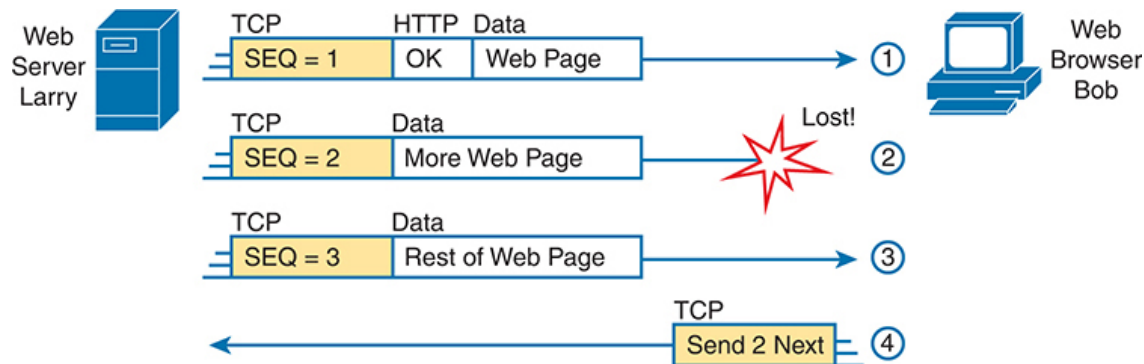 TCP HTTP Data
Web Server Larry
SEQ = 1 OK Web Page
1
Web Browser Bob
TCP Data
Lost!
SEQ = 2 More Web Page
2
TCP Data
SEQ = 3 Rest of Web Page
3
TCP
Send 2 Next
4